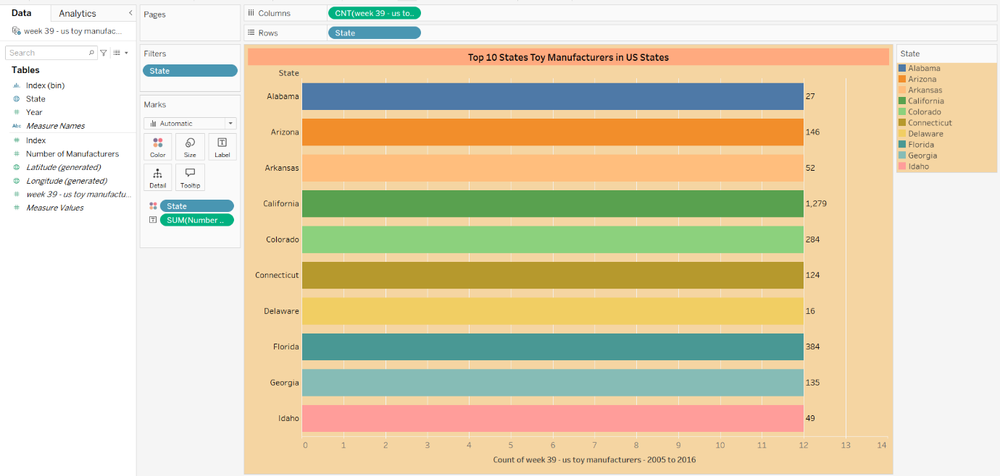 Data
Analytics
week 39 - us toy manufac...
Search
Tables
Index (bin)
State
Year
Abc Measure Names
Index
Number of Manufacturers
Latitude (generated)
Longitude (generated)
week 39 - us toy manufactu...
Measure Values
Pages
Filters
State
Marks
Automatic
Color
Size
Label
Detail
Tooltip
State
SUM(Number ..
Columns
CNT(week 39 - us to..
Rows
State
Top 10 States Toy Manufacturers in US States
State
Alabama 27
Arizona 146
Arkansas 52
California 1,279
Colorado 284
Connecticut 124
Delaware 16
Florida 384
Georgia 135
Idaho 49
0 1 2 3 4 5 6 7 8 9 10 11 12 13 14
Count of week 39 - us toy manufacturers - 2005 to 2016
State
Alabama
Arizona
Arkansas
California
Colorado
Connecticut
Delaware
Florida
Georgia
Idaho